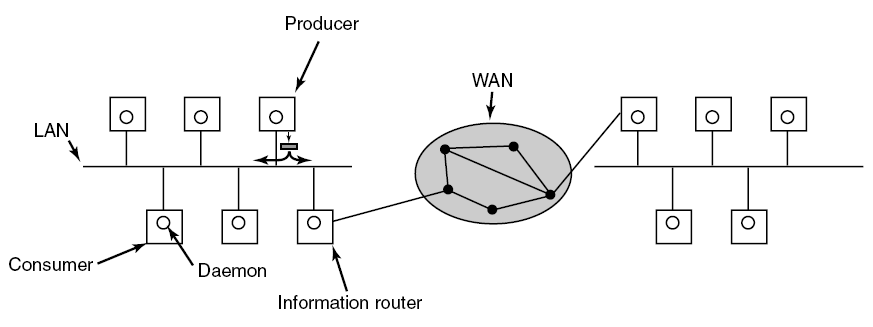 Producer
WAN
LAN
Consumer
Daemon
Information router